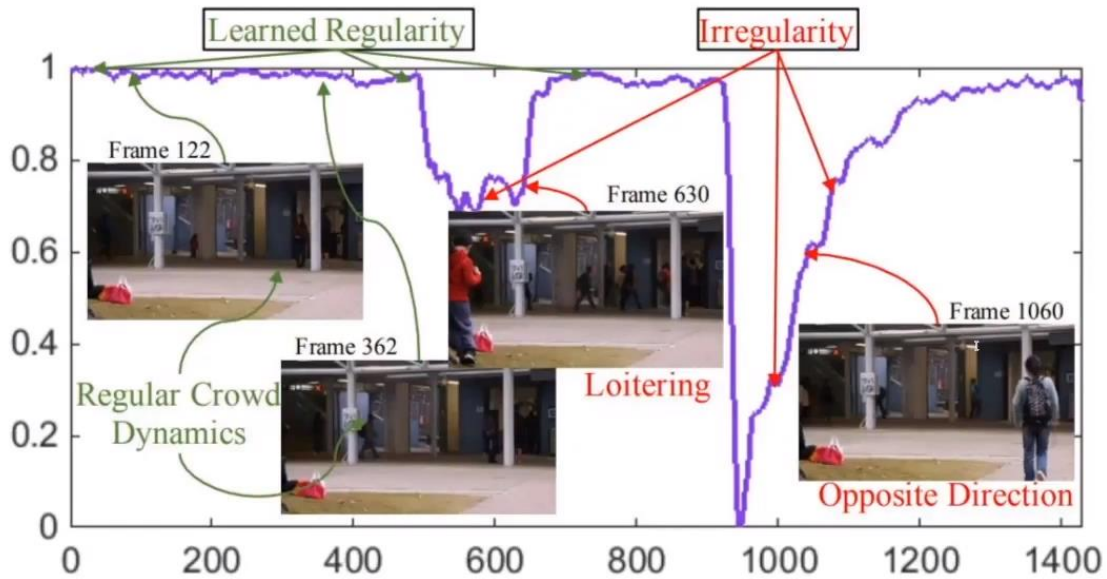 Learned Regularity
Irregularity
1
0.8
0.6
0.4
0.2
0
Frame 122
Frame 630
Frame 362
Frame 1060
Regular Crowd
Dynamics
Loitering
Opposite Direction
0
200
400
600
800
1000
1200
1400